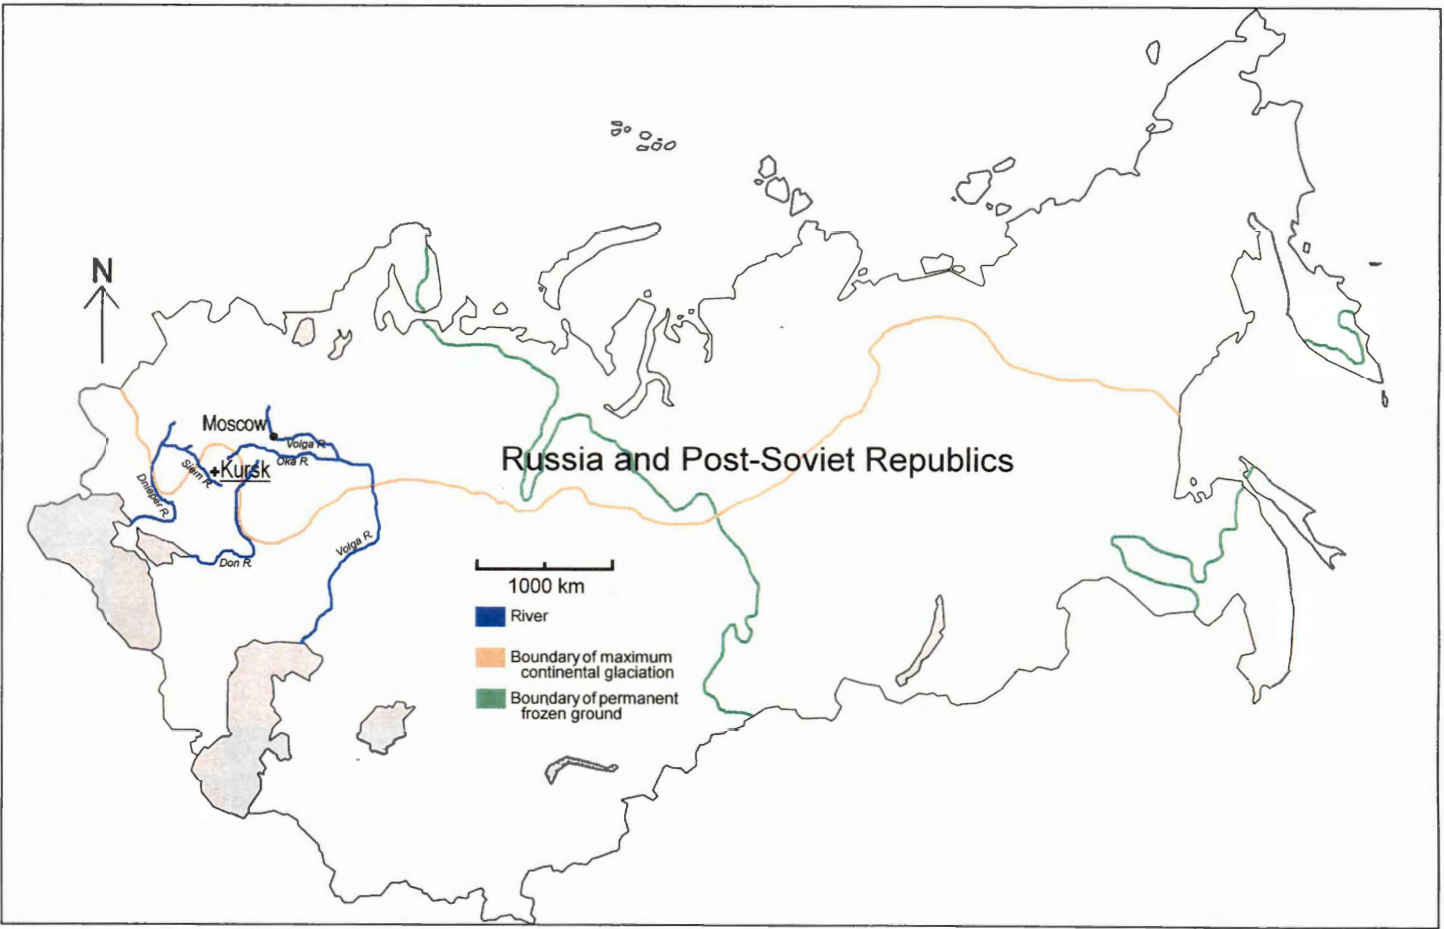 N
Moscow
Volga R.
Oka R.
Kursk
Sejm R.
Dnieper R.
Russia and Post-Soviet Republics
Volga R.
Don R.
1000 km
River
Boundary of maximum
continental glaciation
Boundary of permanent
frozen ground